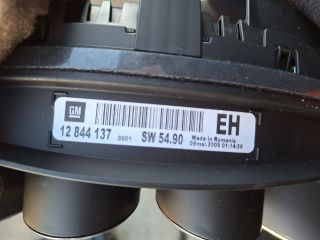 GM
EH
12 844 137 0001 SW 54.90
Made in Romania
09mai.2009 01:14:56